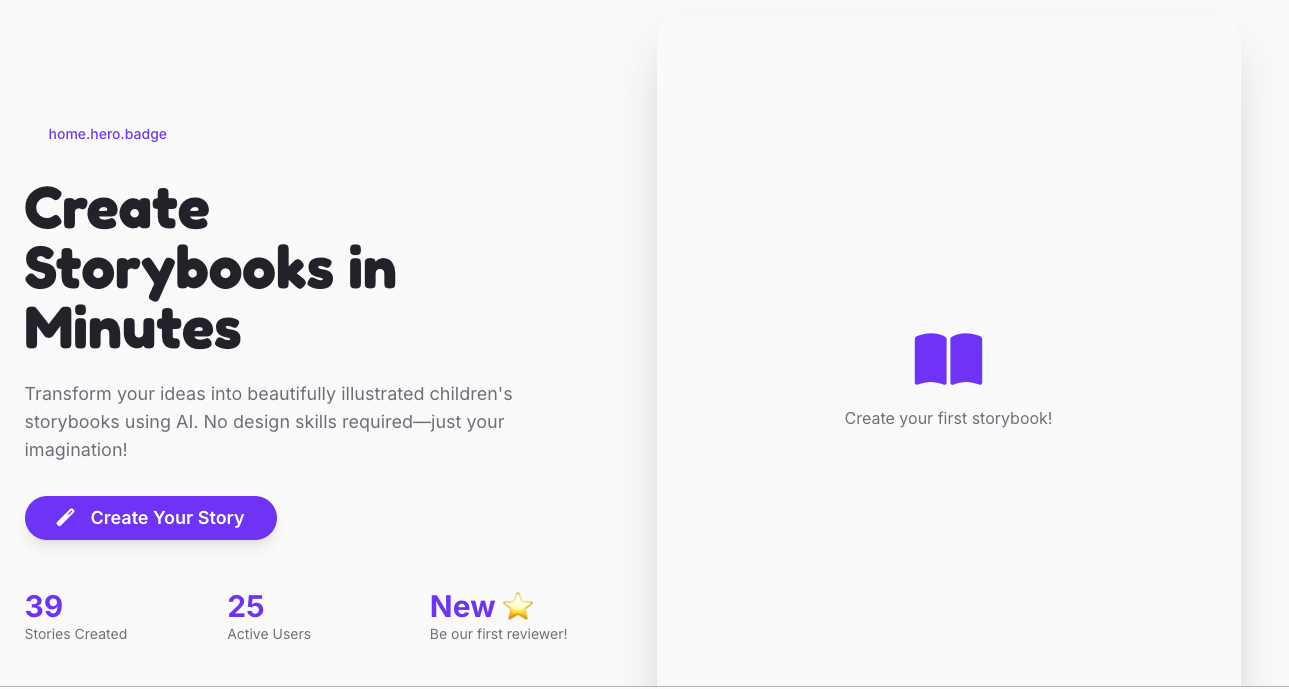 home.hero.badge
Create
Storybooks in
Minutes
Transform your ideas into beautifully illustrated children's
storybooks using AI. No design skills required—just your
imagination!
Create Your Story
39
Stories Created
25
Active Users
New ⭐
Be our first reviewer!
Create your first storybook!